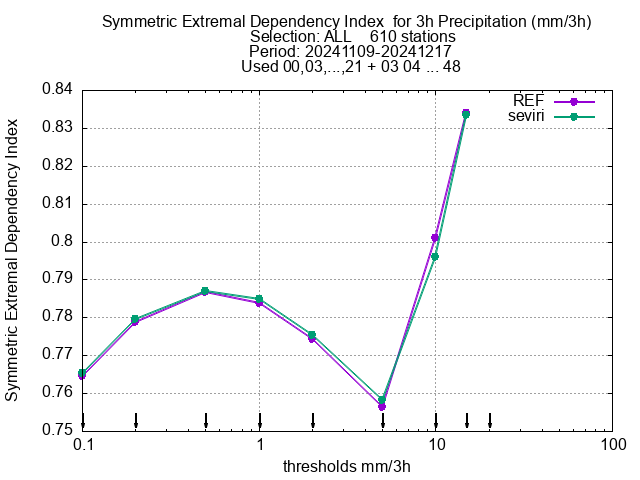 Symmetric Extremal Dependency Index  for 3h Precipitation (mm/3h)
Selection: ALL    610 stations
Period: 20241109-20241217
Used 00,03,...,21 + 03 04 ... 48
REF
seviri
0.84
0.83
0.82
0.81
0.8
0.79
0.78
0.77
0.76
0.75
Symmetric Extremal Dependency Index
0.1 1 10 100
thresholds mm/3h